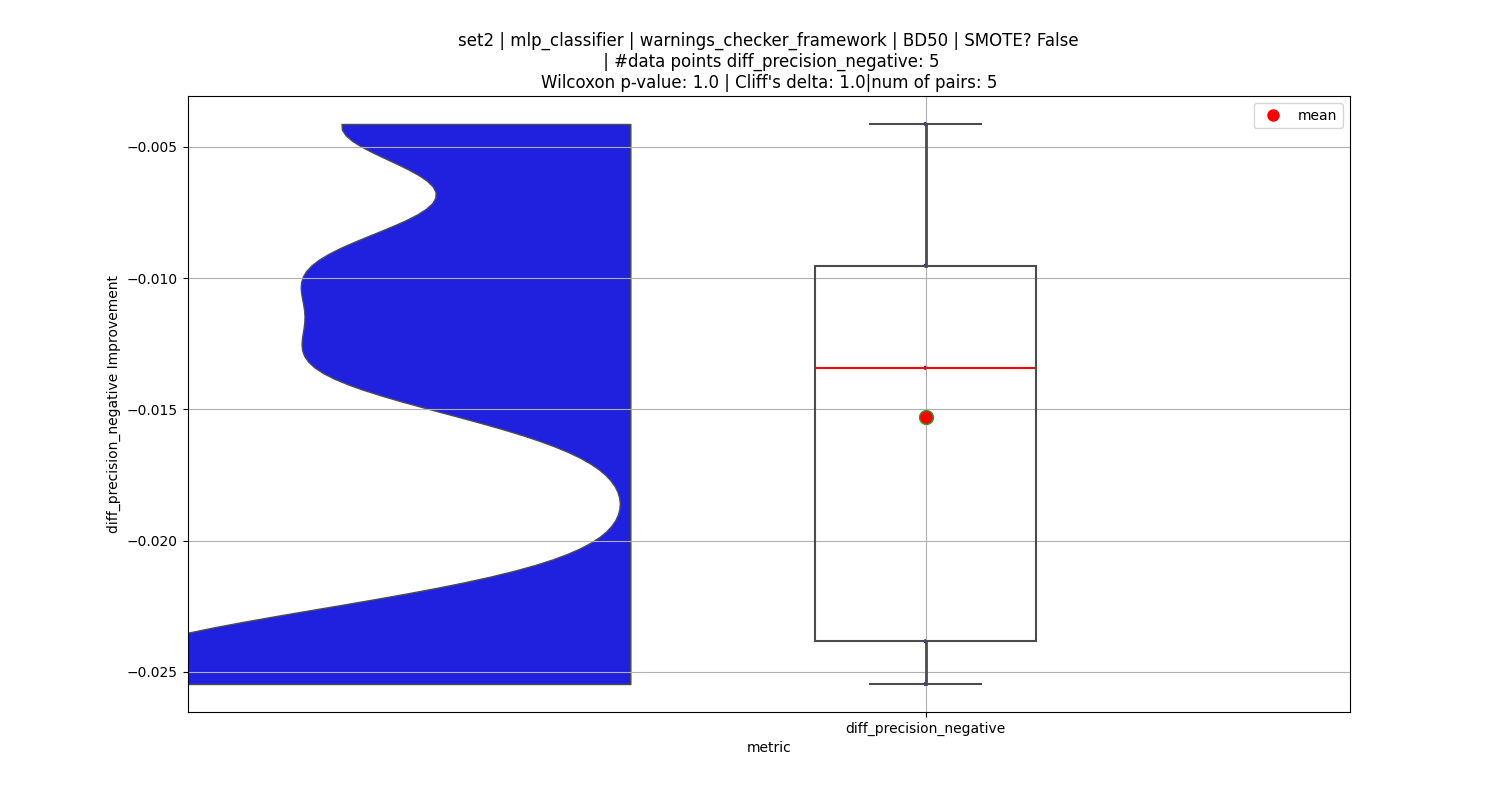 set2 | mlp_classifier | warnings_checker_framework | BD50 | SMOTE? False
| #data points diff_precision_negative: 5
Wilcoxon p-value: 1.0 | Cliff's delta: 1.0|num of pairs: 5
mean
−0.005
−0.010
−0.015
−0.020
−0.025
diff_precision_negative Improvement
diff_precision_negative
metric